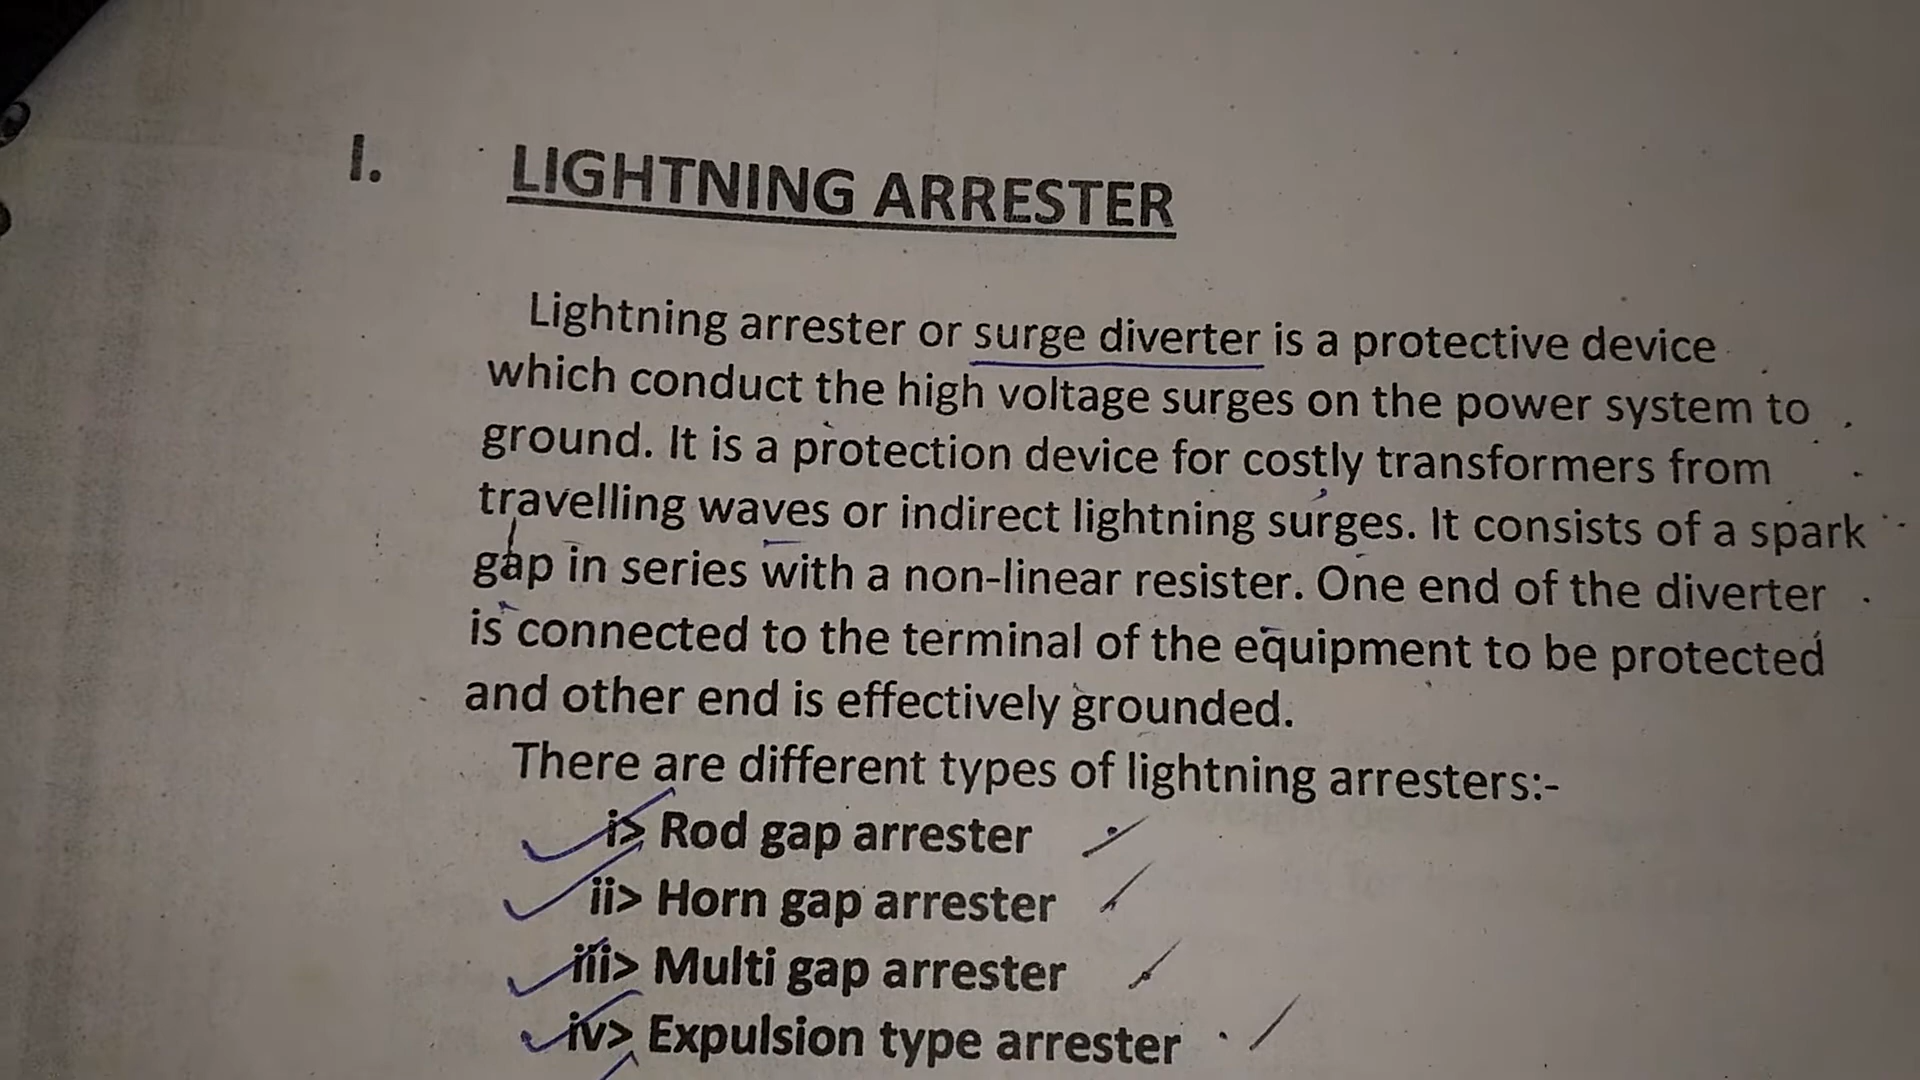 I. LIGHTNING ARRESTER
Lightning arrester or surge diverter is a protective device
which conduct the high voltage surges on the power system to
ground. It is a protection device for costly transformers from
travelling waves or indirect lightning surges. It consists of a spark
gap in series with a non-linear resister. One end of the diverter
is connected to the terminal of the equipment to be protected
and other end is effectively grounded.
There are different types of lightning arresters:-
i> Rod gap arrester
ii> Horn gap arrester
iii> Multi gap arrester
iv> Expulsion type arrester